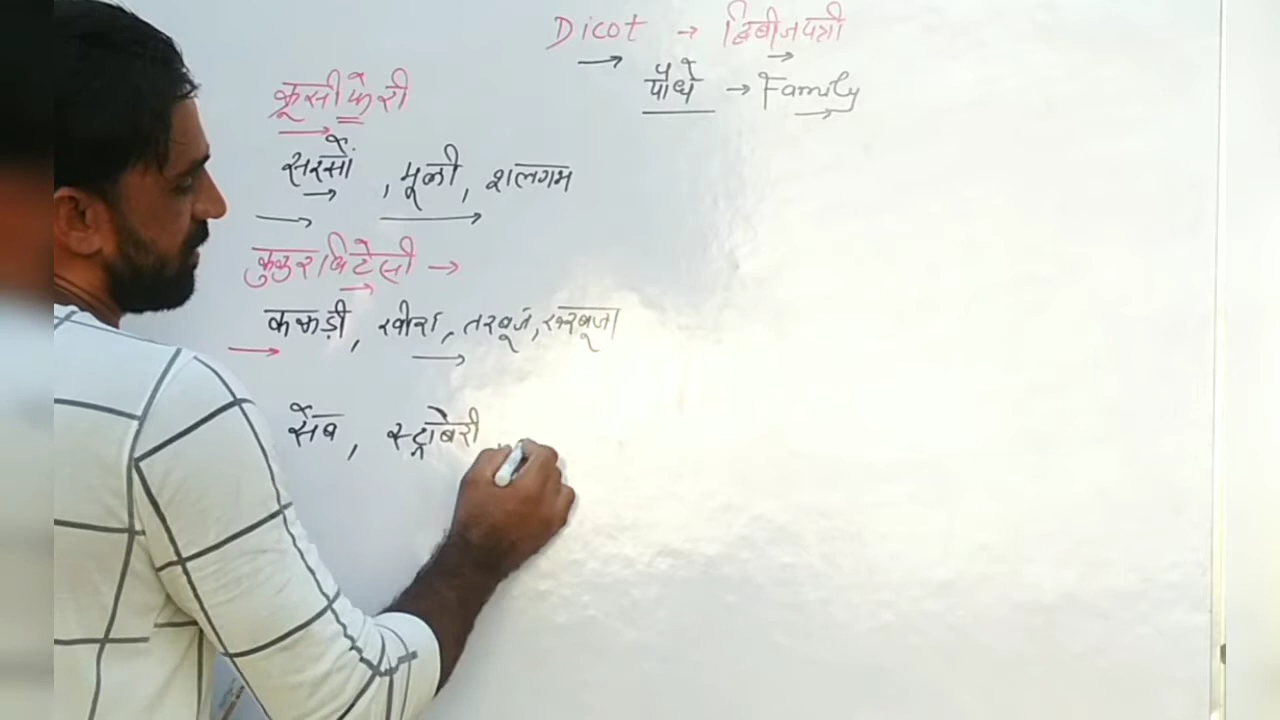 Dicot → द्विबीजपत्री
पौधे → Family
क्रूसीफेरी
सरसों, मूली, शलगम
कुकुरबिटेसी →
ककड़ी, खीरा, तरबूज, खरबूजा
सेब, स्ट्रॉबेरी